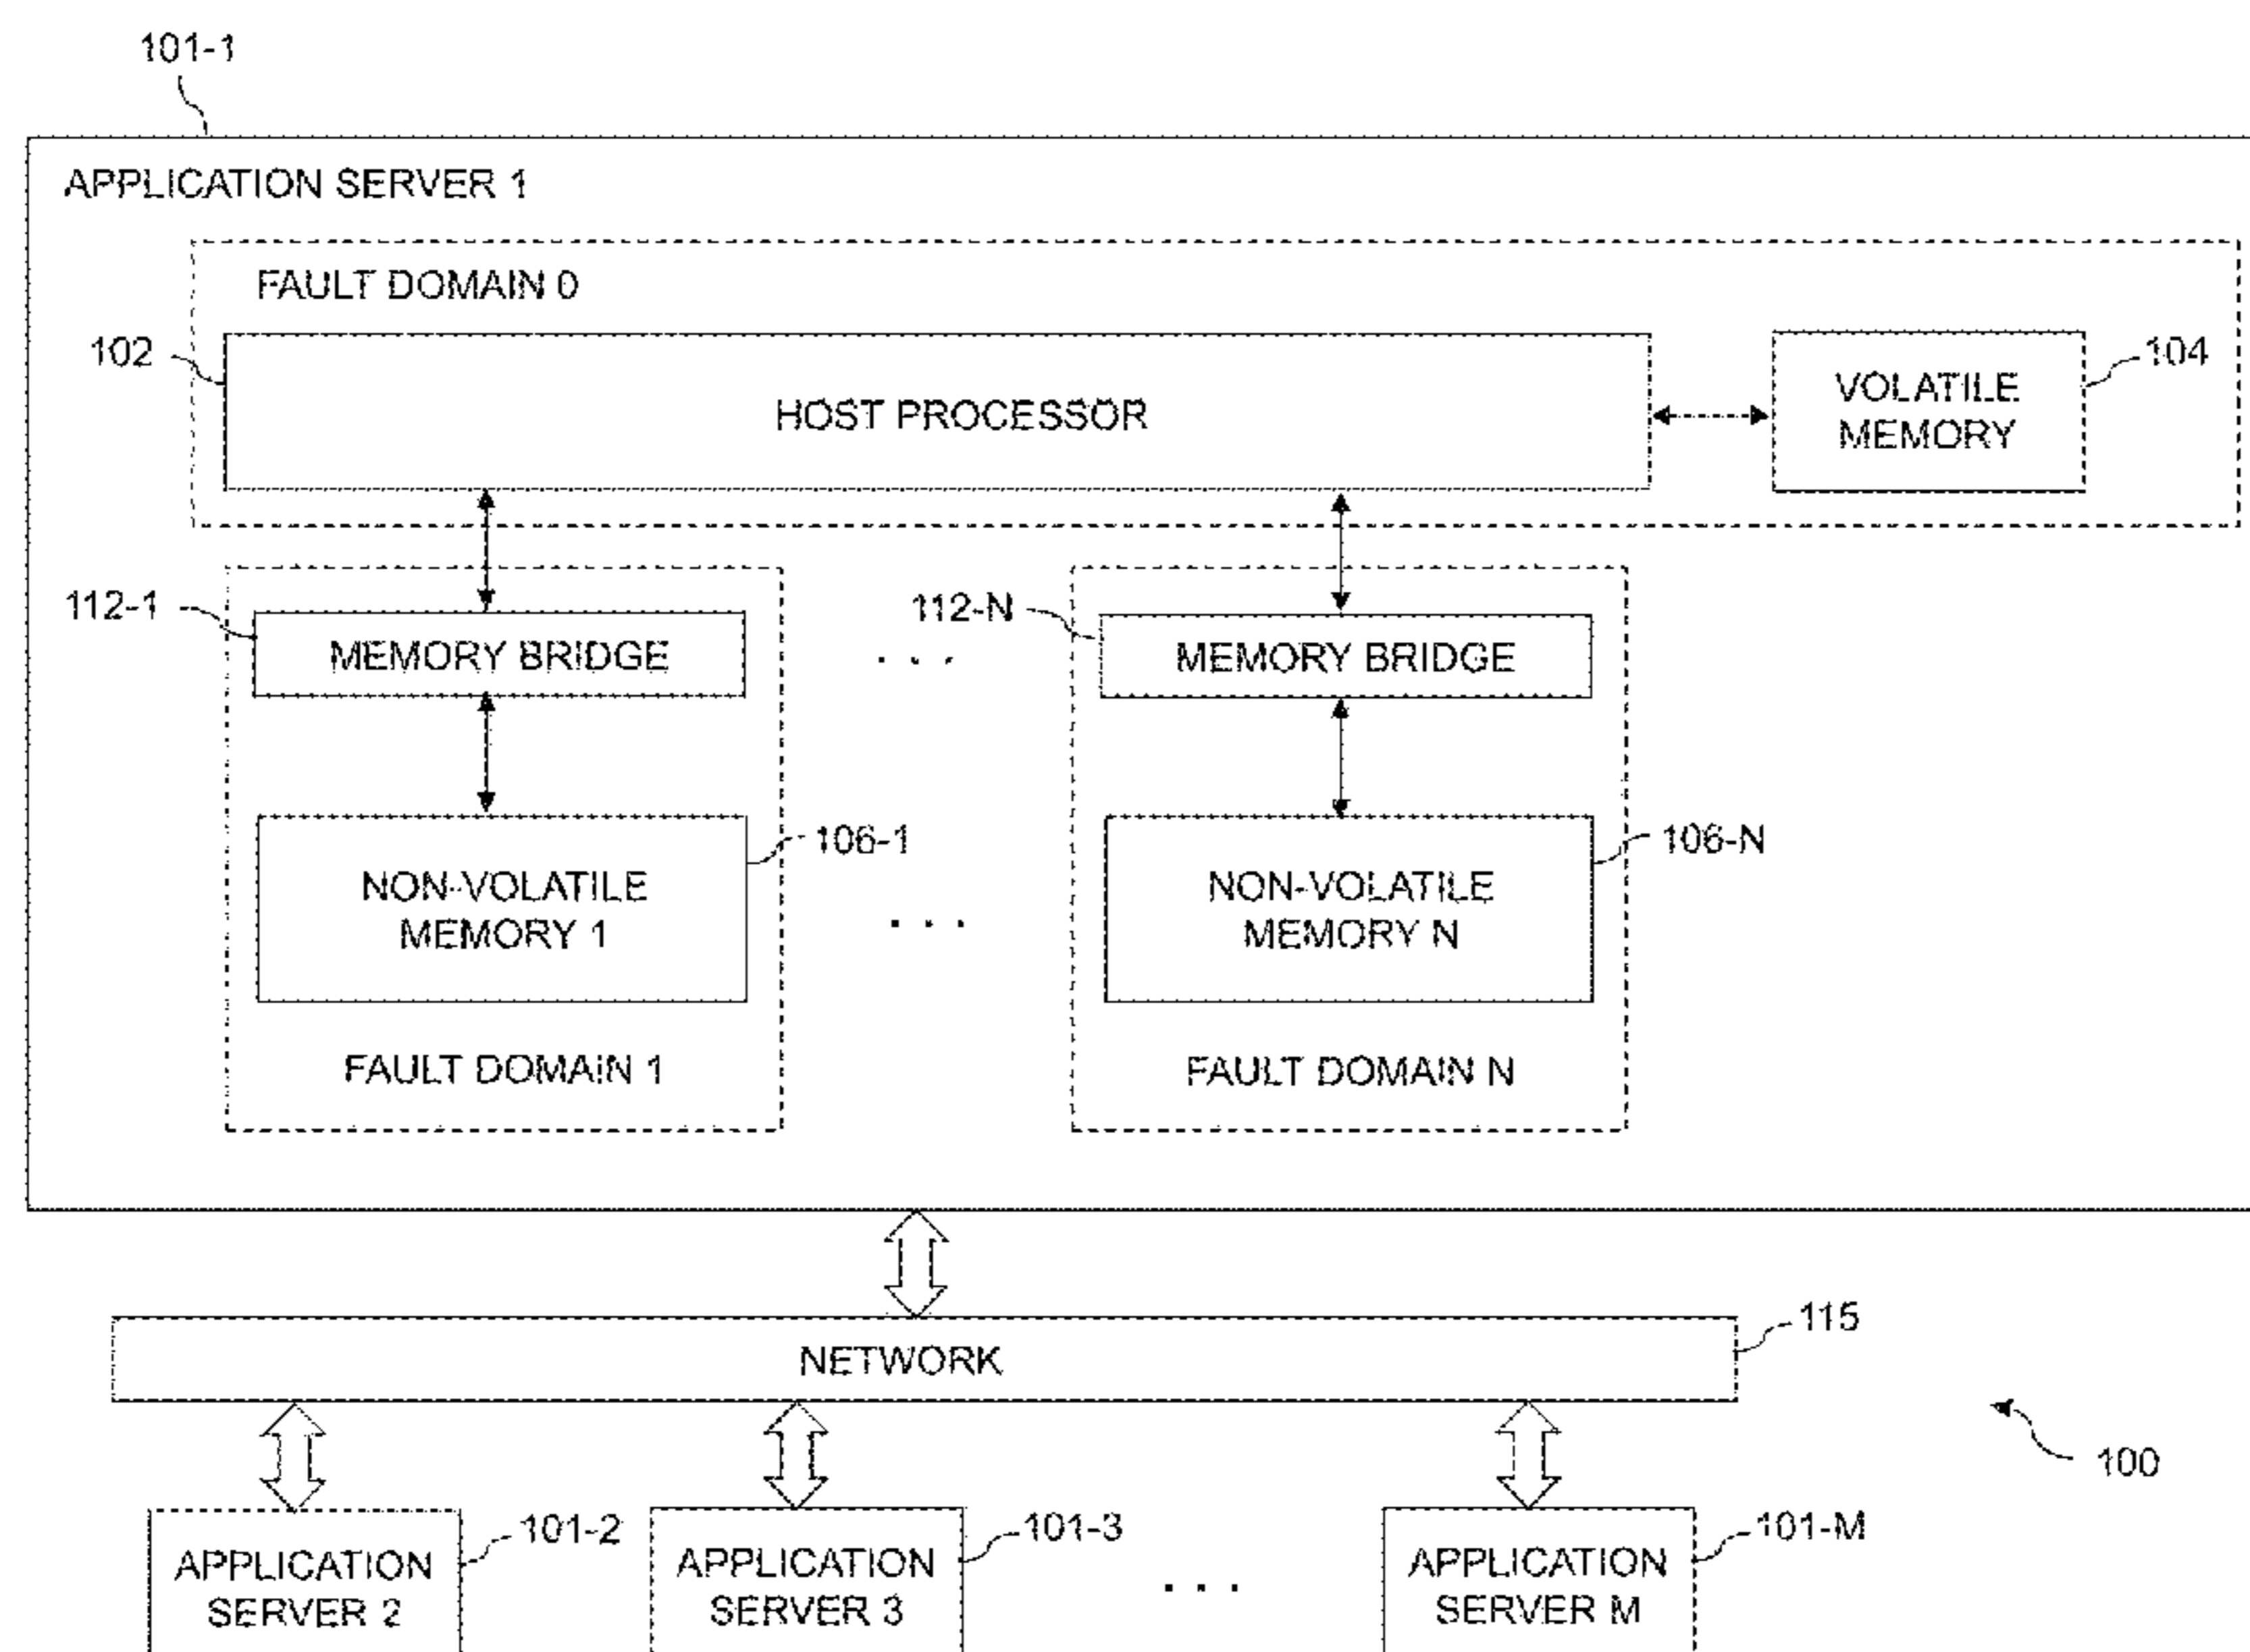 101-1
APPLICATION SERVER 1
FAULT DOMAIN 0
102
HOST PROCESSOR
VOLATILE
MEMORY
104
112-1
MEMORY BRIDGE
. . .
112-N
MEMORY BRIDGE
NON-VOLATILE
MEMORY 1
106-1
. . .
NON-VOLATILE
MEMORY N
106-N
FAULT DOMAIN 1
FAULT DOMAIN N
NETWORK
115
100
APPLICATION
SERVER 2
101-2
APPLICATION
SERVER 3
101-3
. . .
APPLICATION
SERVER M
101-M